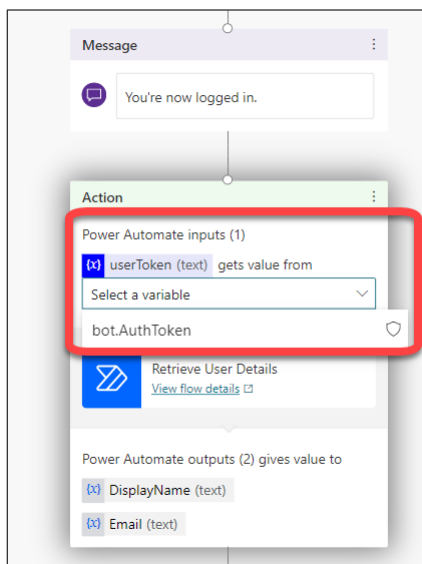 Message
You're now logged in.
Action
Power Automate inputs (1)
{x} userToken (text) gets value from
Select a variable
bot.AuthToken
Retrieve User Details
View flow details
Power Automate outputs (2) gives value to
{x} DisplayName (text)
{x} Email (text)